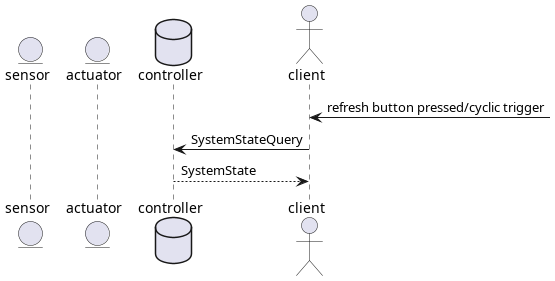 sensor actuator controller client
refresh button pressed/cyclic trigger
SystemStateQuery
SystemState
sensor actuator controller client